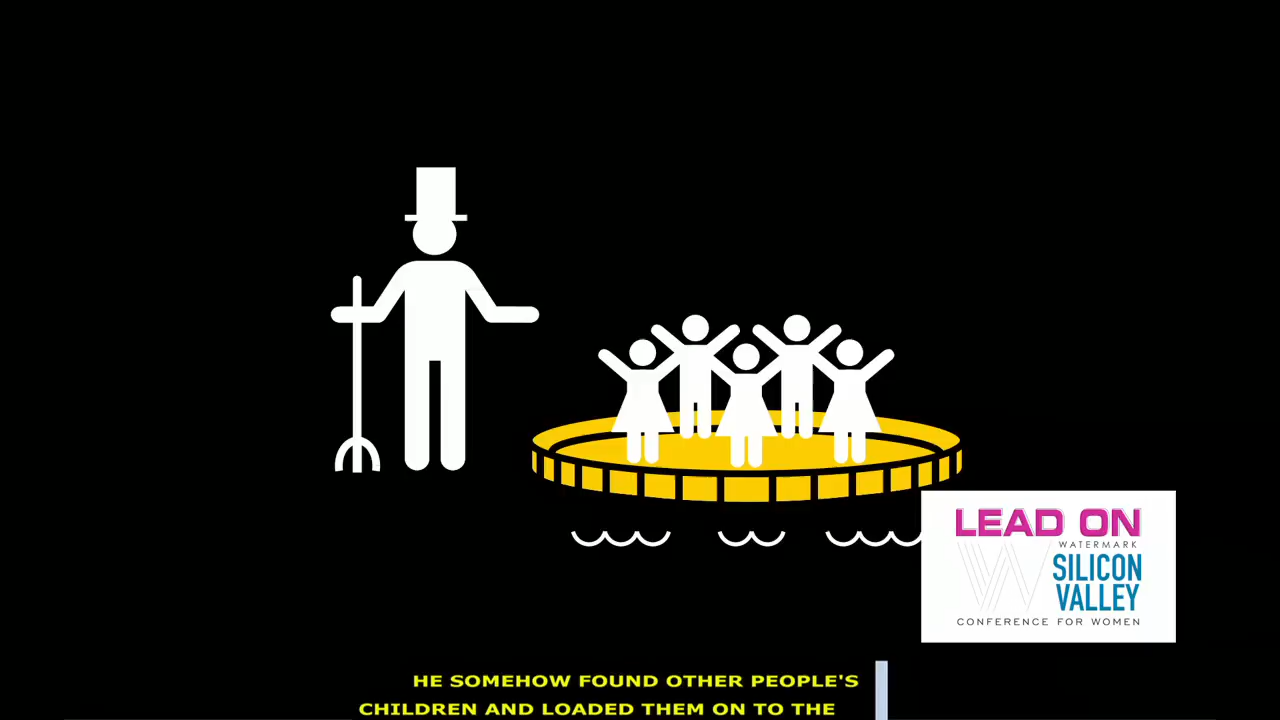 LEAD ON
WATERMARK
SILICON
VALLEY
CONFERENCE FOR WOMEN
HE SOMEHOW FOUND OTHER PEOPLE'S
CHILDREN AND LOADED THEM ON TO THE